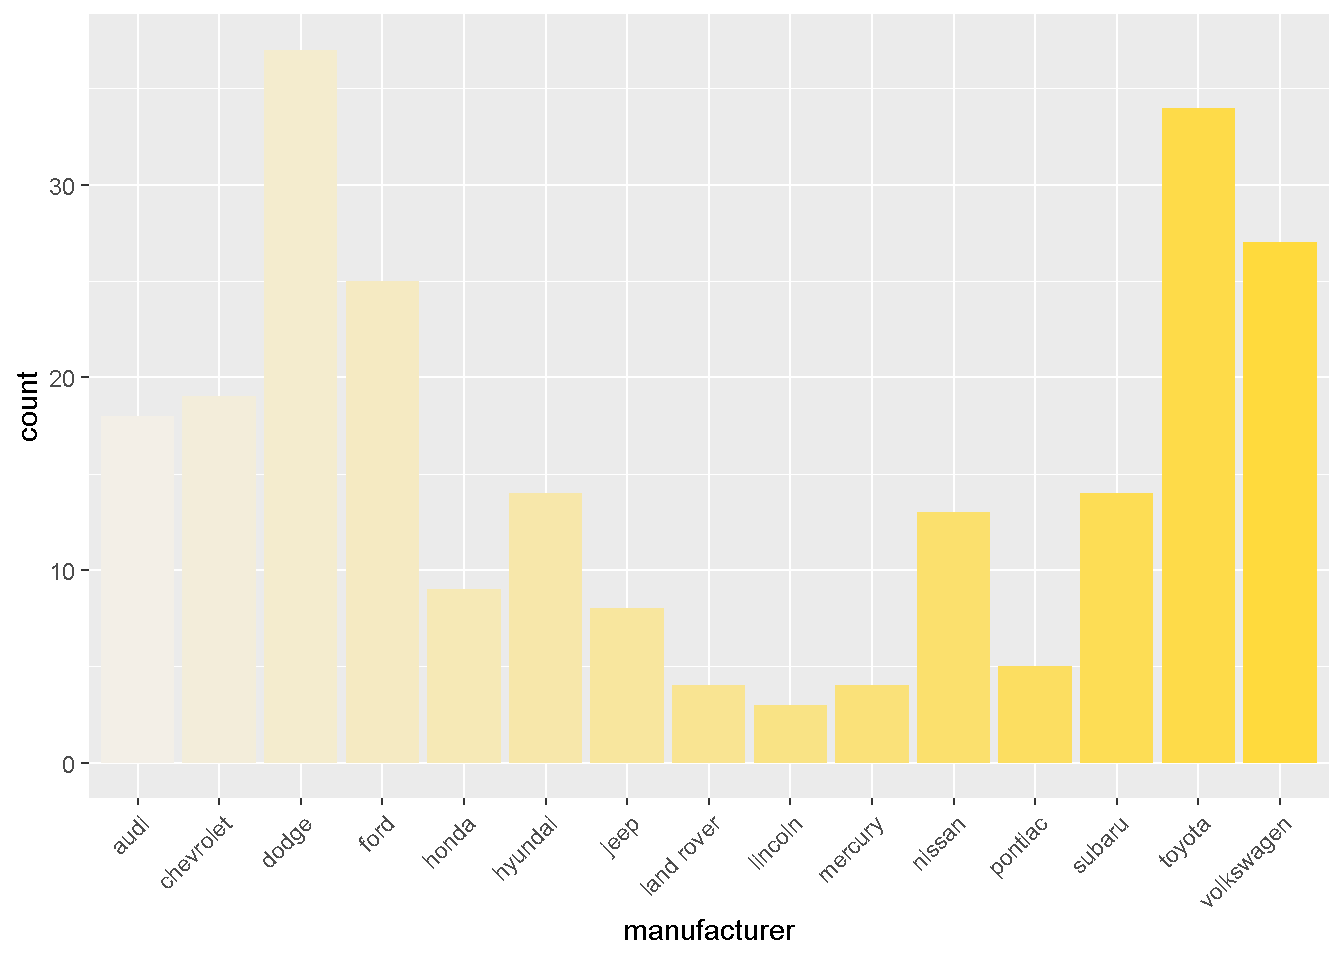 count
30
20
10
0
audi
chevrolet
dodge
ford
honda
hyundai
jeep
land rover
lincoln
mercury
nissan
pontiac
subaru
toyota
volkswagen
manufacturer